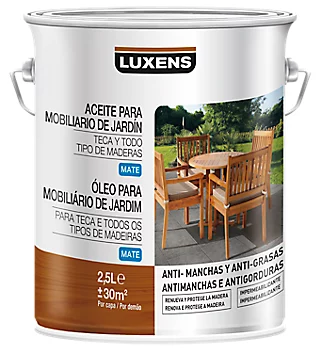 LUXENS
ACEITE PARA
MOBILIARIO DE JARDÍN
TECA Y TODO
TIPO DE MADERAS
MATE
ÓLEO PARA
MOBILIÁRIO DE JARDIM
PARA TECA E TODOS OS
TIPOS DE MADEIRAS
MATE
2,5L e
±30m²
Por capa / Por demão
ANTI-MANCHAS Y ANTI-GRASAS
ANTIMANCHAS E ANTIGORDURAS
RENUEVA Y PROTEGE LA MADERA
RENOVA E PROTEGE A MADEIRA
IMPERMEABILIZANTE
IMPERMEABILIZANTE